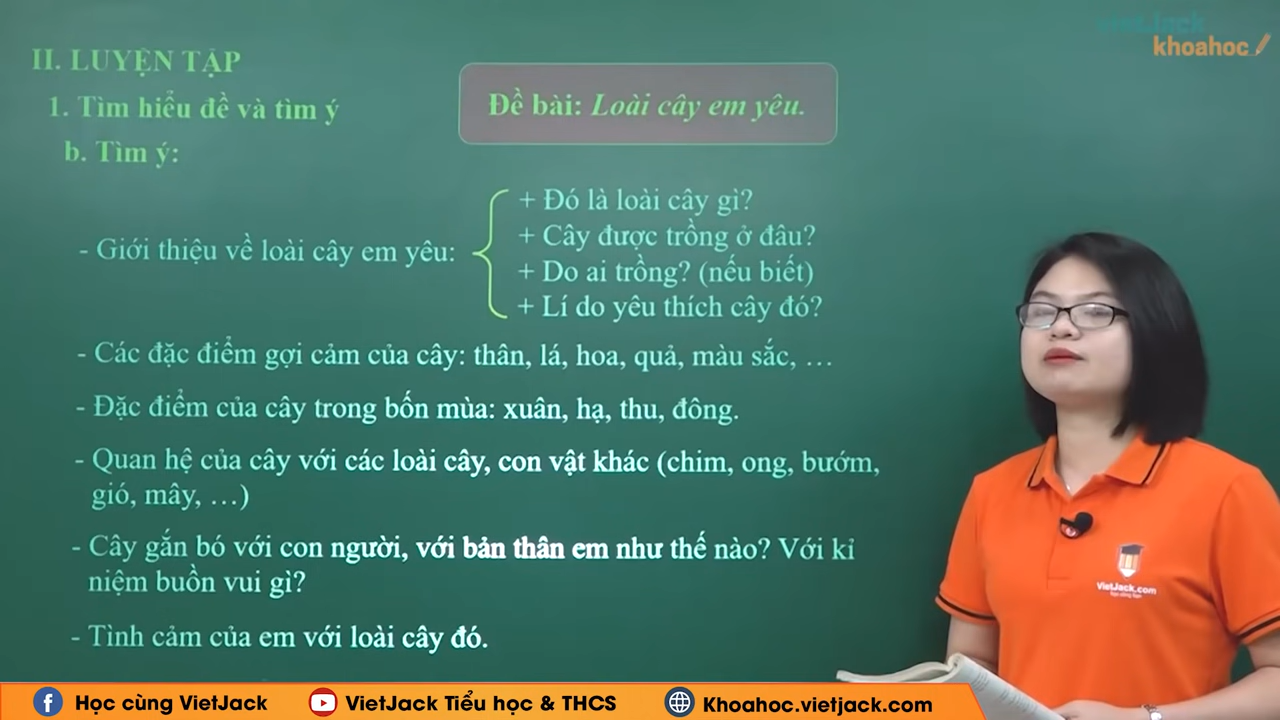 vietJack
khoahoc
II. LUYỆN TẬP
Đề bài: Loài cây em yêu.
1. Tìm hiểu đề và tìm ý
b. Tìm ý:
- Giới thiệu về loài cây em yêu:
+ Đó là loài cây gì?
+ Cây được trồng ở đâu?
+ Do ai trồng? (nếu biết)
+ Lí do yêu thích cây đó?
- Các đặc điểm gợi cảm của cây: thân, lá, hoa, quả, màu sắc, …
- Đặc điểm của cây trong bốn mùa: xuân, hạ, thu, đông.
- Quan hệ của cây với các loài cây, con vật khác (chim, ong, bướm,
gió, mây, …)
- Cây gắn bó với con người, với bản thân em như thế nào? Với kỉ
niệm buồn vui gì?
- Tình cảm của em với loài cây đó.
VietJack.com
Học cùng VietJack
VietJack Tiểu học & THCS
Khoahoc.vietjack.com